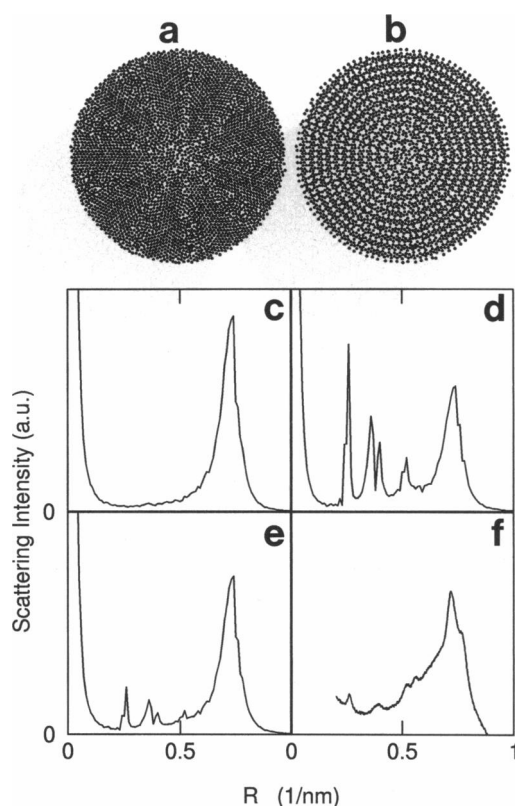 a b
c d
Scattering Intensity (a.u.)
0
e f
0
0 0.5 0 0.5 1
R (1/nm)